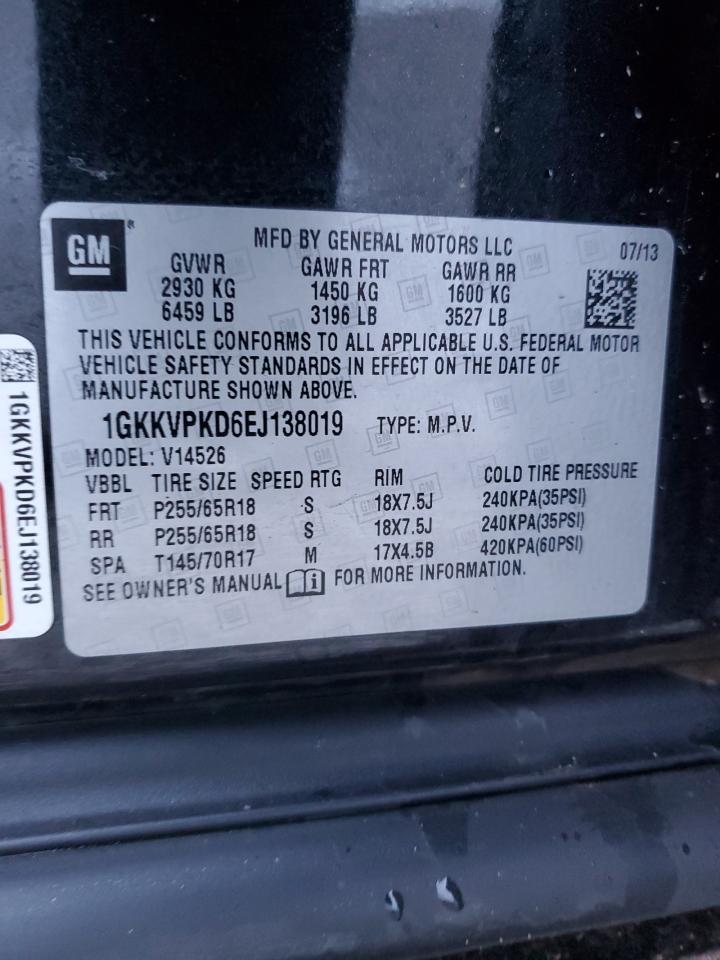 GM
®
MFD BY GENERAL MOTORS LLC
07/13
GVWR GAWR FRT GAWR RR
2930 KG 1450 KG 1600 KG
6459 LB 3196 LB 3527 LB
THIS VEHICLE CONFORMS TO ALL APPLICABLE U.S. FEDERAL MOTOR
VEHICLE SAFETY STANDARDS IN EFFECT ON THE DATE OF
MANUFACTURE SHOWN ABOVE.
1GKKVPKD6EJ138019 TYPE: M.P.V.
MODEL: V14526
VBBL TIRE SIZE SPEED RTG RIM COLD TIRE PRESSURE
FRT P255/65R18 S 18X7.5J 240KPA(35PSI)
RR P255/65R18 S 18X7.5J 240KPA(35PSI)
SPA T145/70R17 M 17X4.5B 420KPA(60PSI)
SEE OWNER'S MANUAL i FOR MORE INFORMATION.
1GKKVPKD6EJ138019